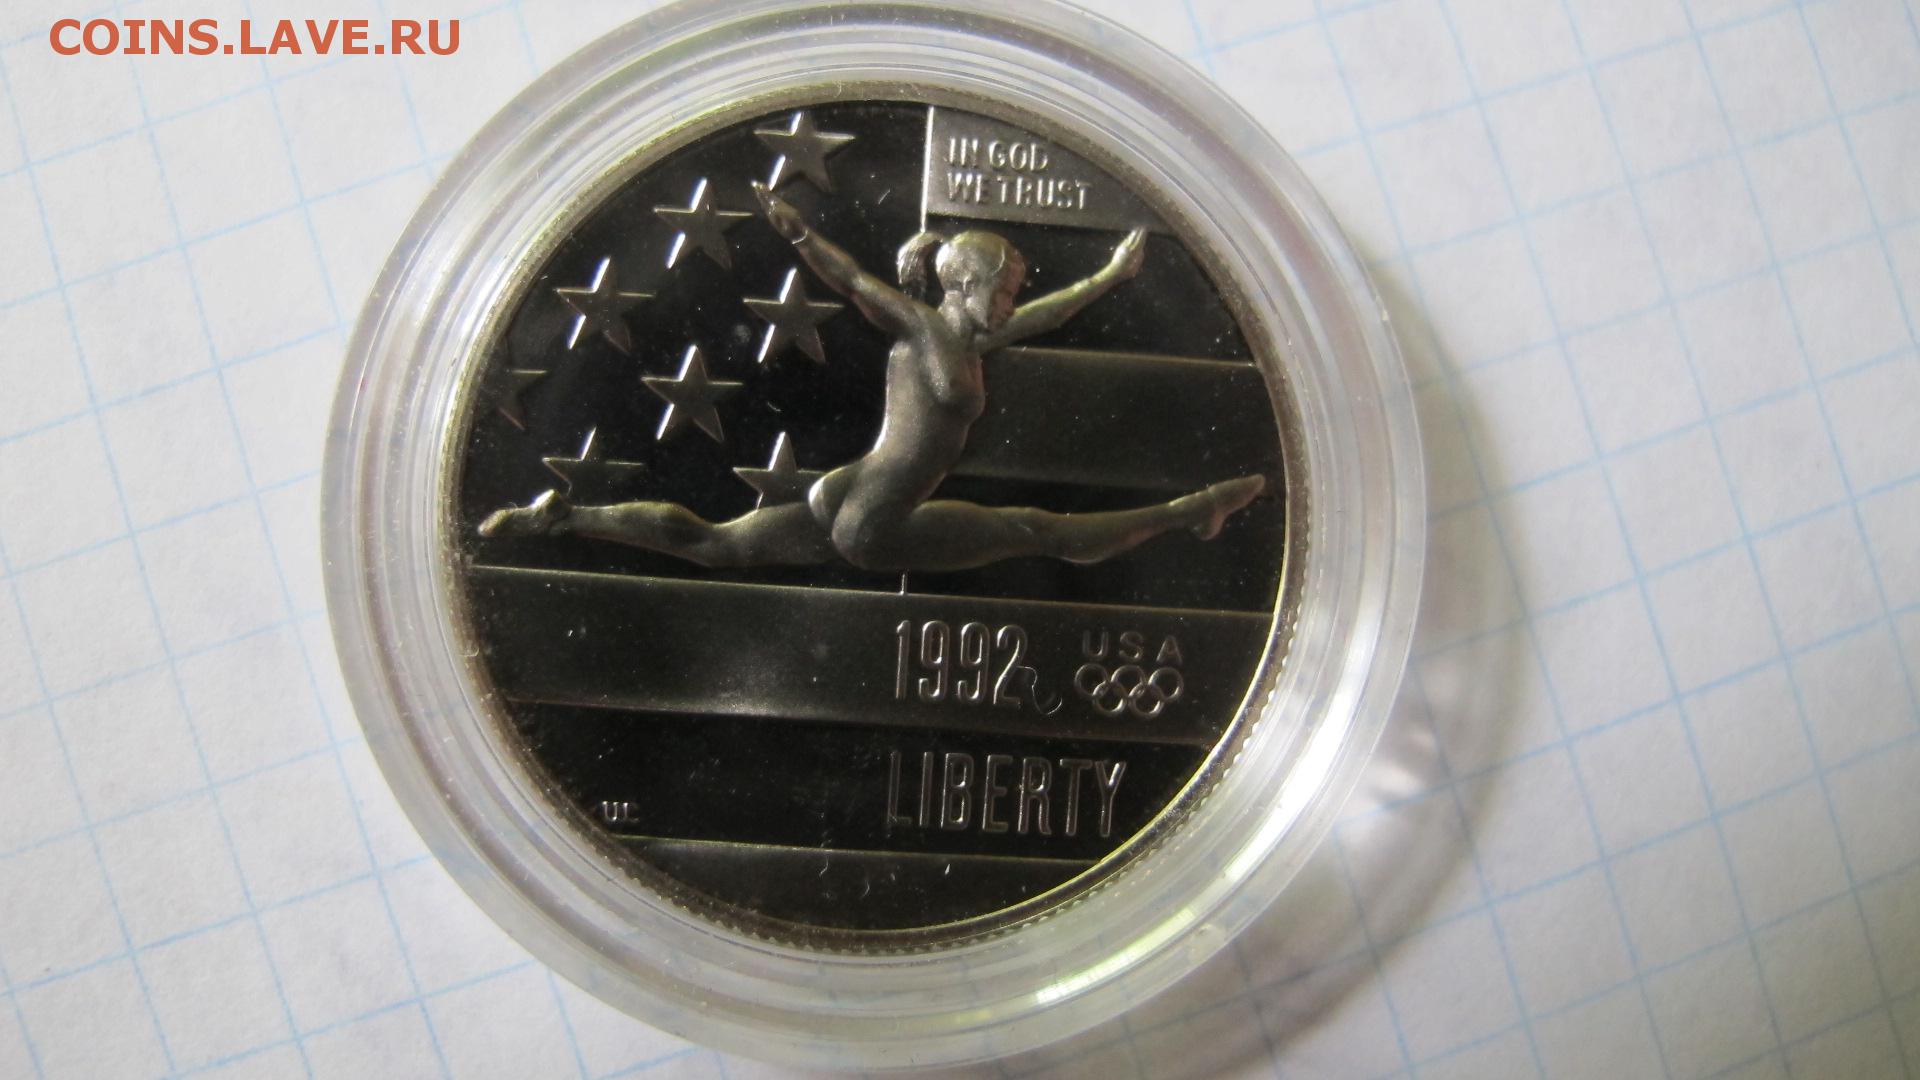 COINS.LAVE.RU
IN GOD
WE TRUST
1992
USA
LIBERTY